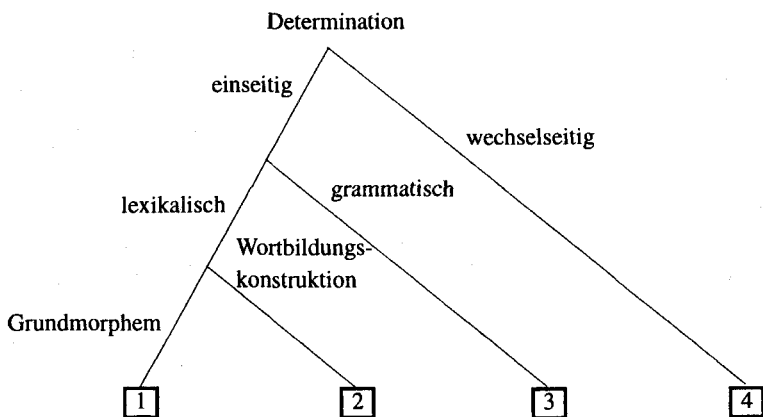 Determination
einseitig
wechselseitig
grammatisch
lexikalisch
Wortbildungs-
konstruktion
Grundmorphem
1 2 3 4